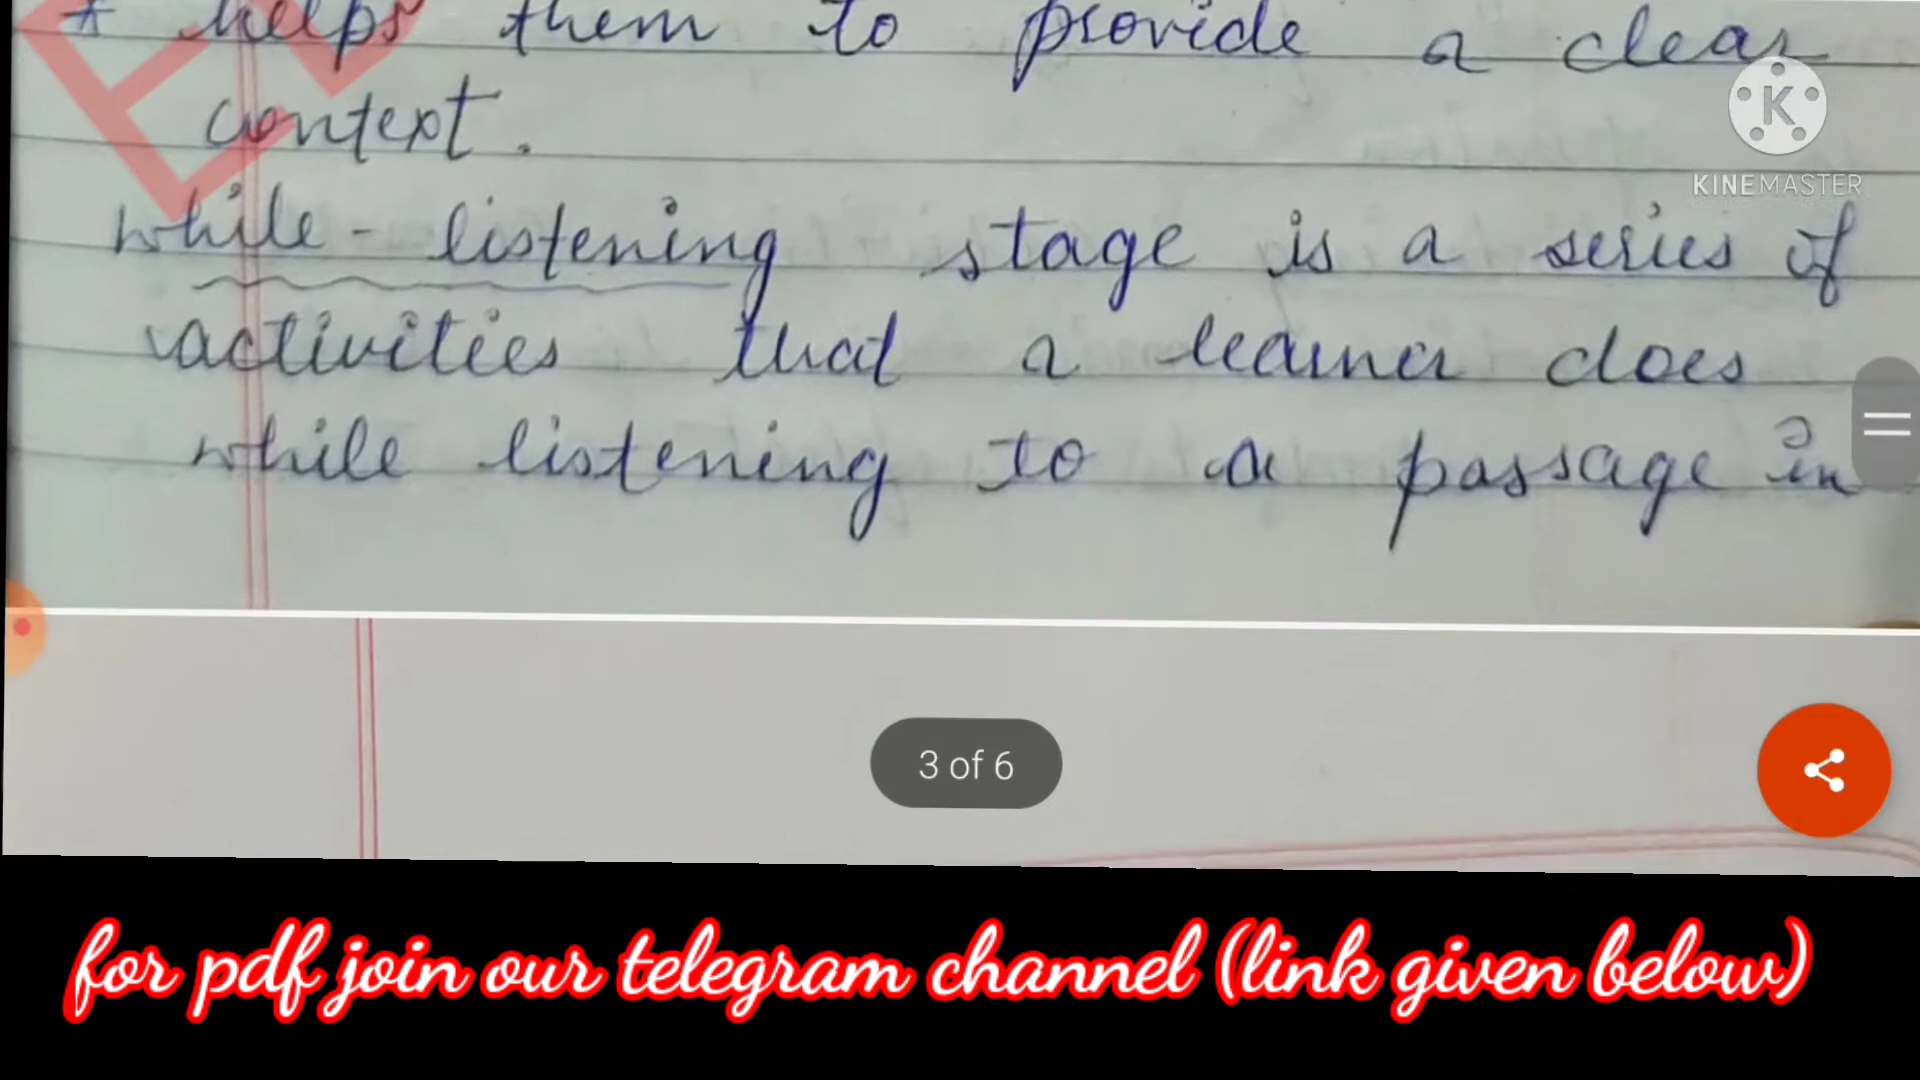 * helps them to provide a clear
context.
while - listening stage is a series of
activities that a learner does
while listening to a passage in
KINEMASTER
3 of 6
for pdf join our telegram channel (link given below)